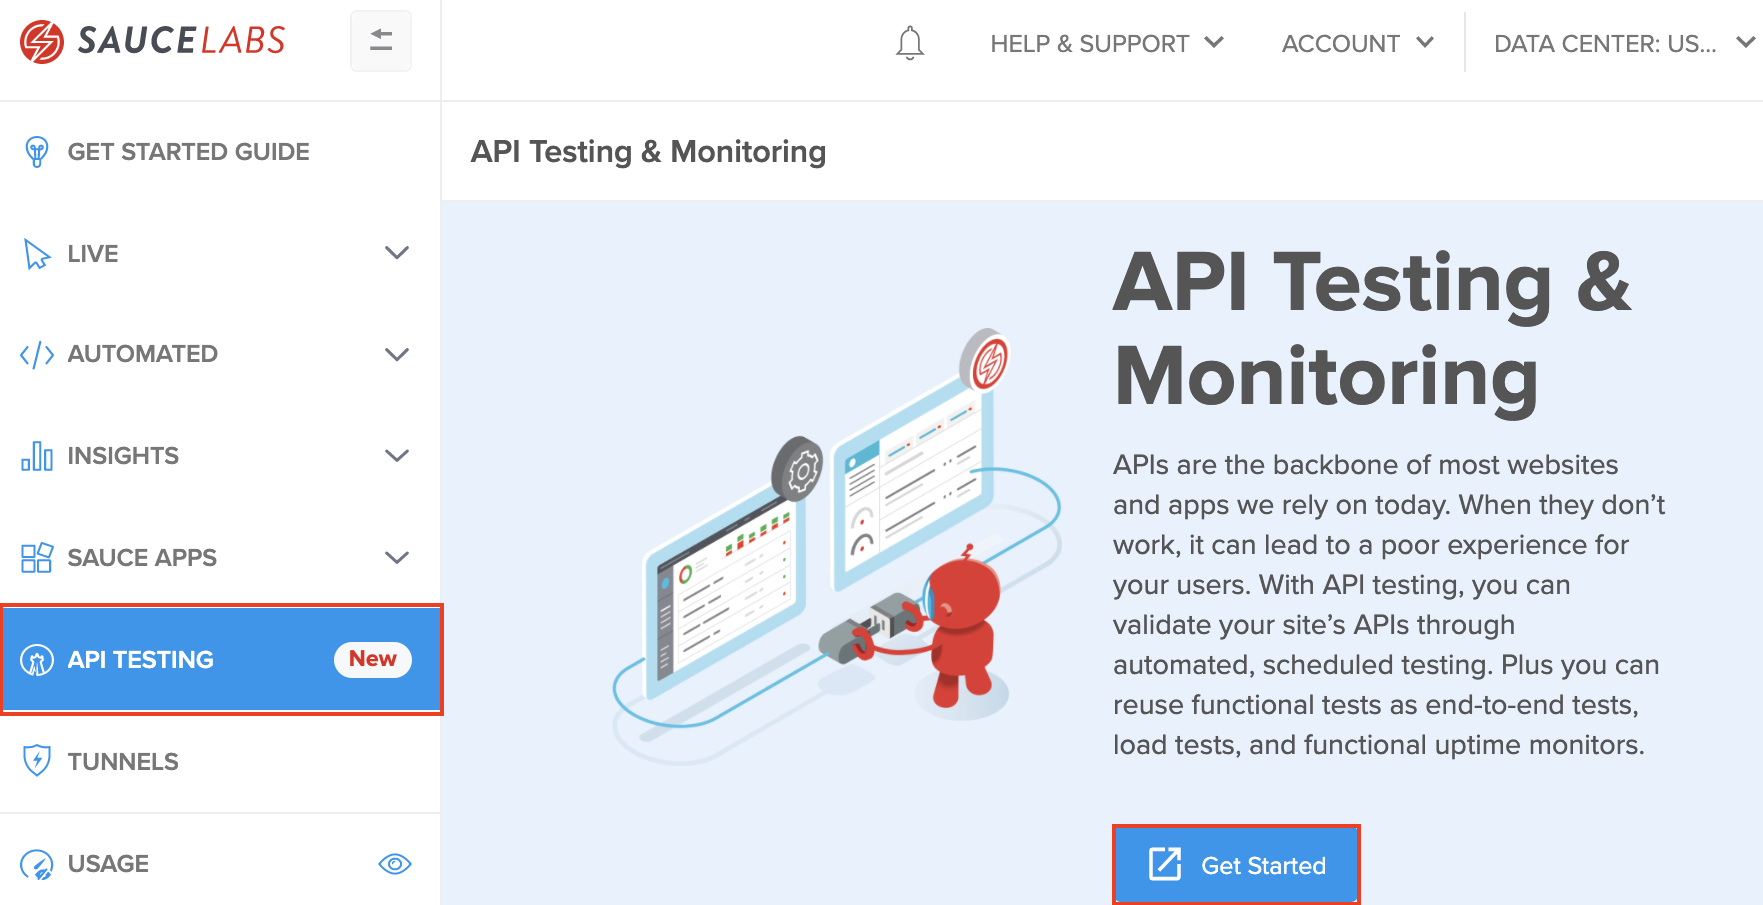 SAUCELABS
HELP & SUPPORT
ACCOUNT
DATA CENTER: US...
GET STARTED GUIDE
LIVE
AUTOMATED
INSIGHTS
SAUCE APPS
API TESTING
New
TUNNELS
USAGE
API Testing & Monitoring
API Testing &
Monitoring
APIs are the backbone of most websites
and apps we rely on today. When they don’t
work, it can lead to a poor experience for
your users. With API testing, you can
validate your site’s APIs through
automated, scheduled testing. Plus you can
reuse functional tests as end-to-end tests,
load tests, and functional uptime monitors.
Get Started